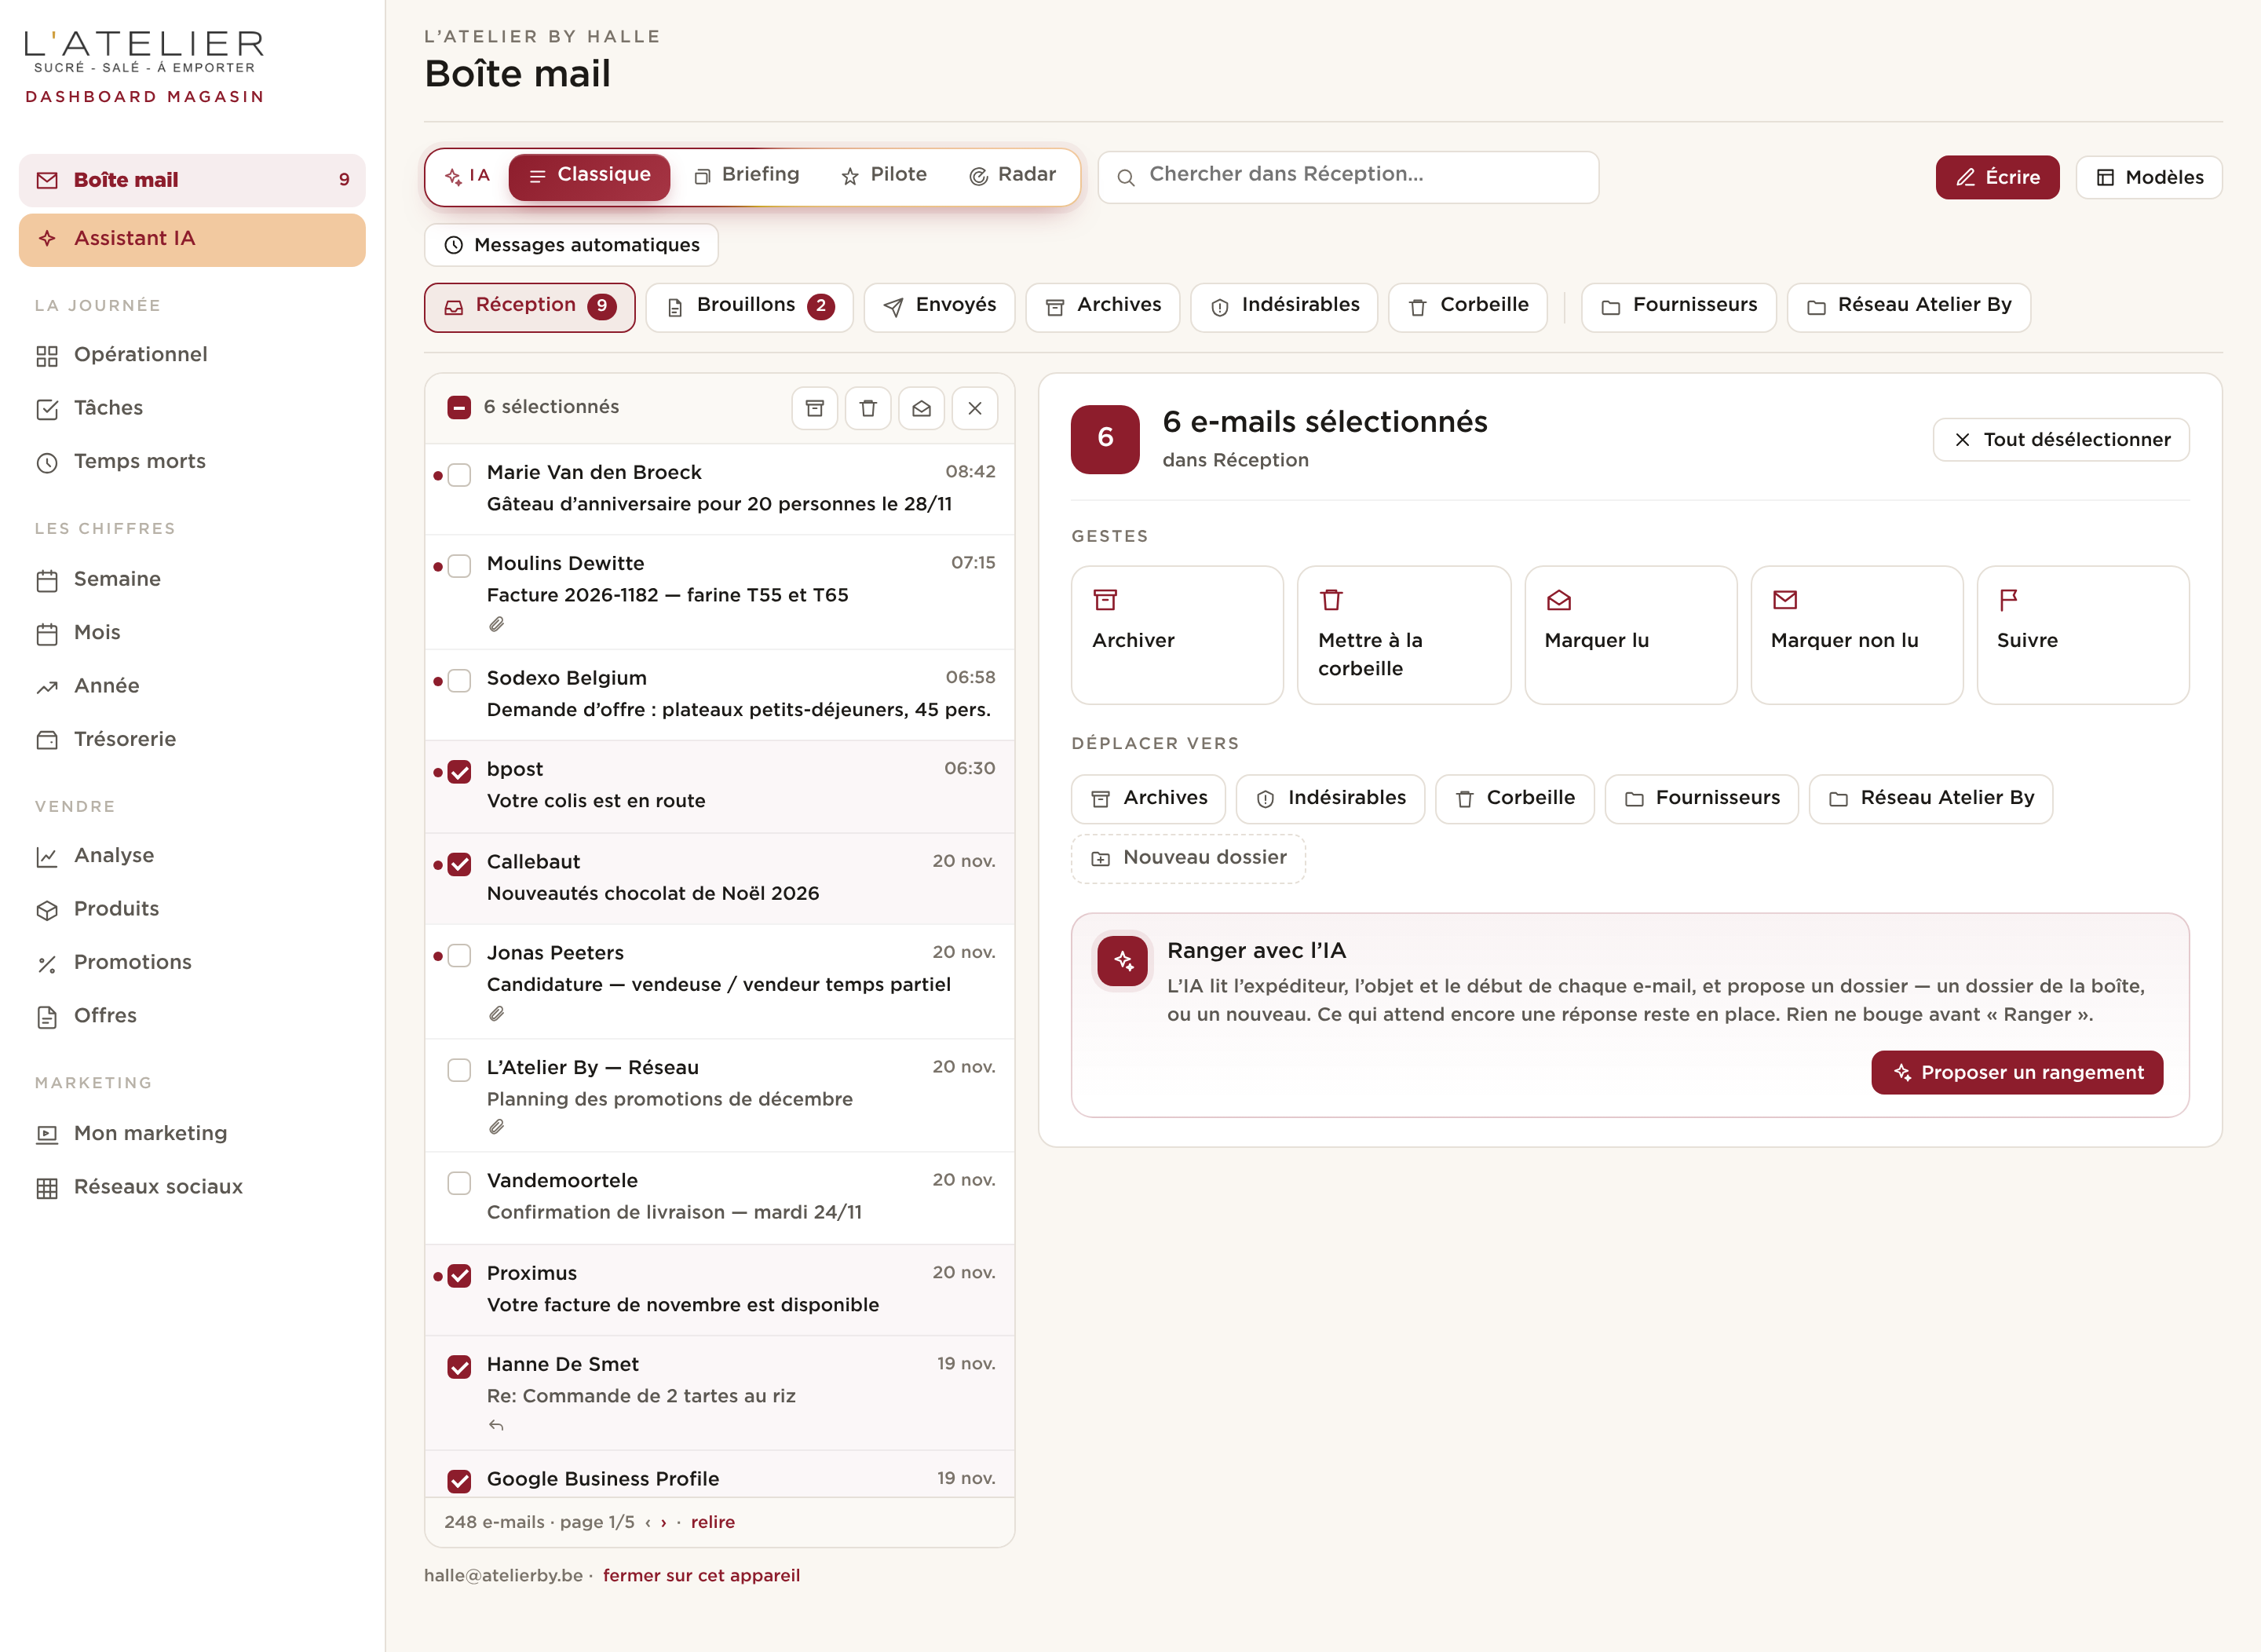 L'ATELIER
SUCRÉ - SALÉ - Á EMPORTER
DASHBOARD MAGASIN
Boîte mail 9
Assistant IA
LA JOURNÉE
Opérationnel
Tâches
Temps morts
LES CHIFFRES
Semaine
Mois
Année
Trésorerie
VENDRE
Analyse
Produits
Promotions
Offres
MARKETING
Mon marketing
Réseaux sociaux
L’ATELIER BY HALLE
Boîte mail
IA Classique Briefing Pilote Radar Chercher dans Réception… Écrire Modèles
Messages automatiques
Réception 9 Brouillons 2 Envoyés Archives Indésirables Corbeille Fournisseurs Réseau Atelier By
6 sélectionnés
Marie Van den Broeck 08:42
Gâteau d’anniversaire pour 20 personnes le 28/11
Moulins Dewitte 07:15
Facture 2026-1182 — farine T55 et T65
Sodexo Belgium 06:58
Demande d’offre : plateaux petits-déjeuners, 45 pers.
bpost 06:30
Votre colis est en route
Callebaut 20 nov.
Nouveautés chocolat de Noël 2026
Jonas Peeters 20 nov.
Candidature — vendeuse / vendeur temps partiel
L’Atelier By — Réseau 20 nov.
Planning des promotions de décembre
Vandemoortele 20 nov.
Confirmation de livraison — mardi 24/11
Proximus 20 nov.
Votre facture de novembre est disponible
Hanne De Smet 19 nov.
Re: Commande de 2 tartes au riz
Google Business Profile 19 nov.
248 e-mails · page 1/5 ‹ › · relire
halle@atelierby.be · fermer sur cet appareil
6
6 e-mails sélectionnés
dans Réception
Tout désélectionner
GESTES
Archiver
Mettre à la
corbeille
Marquer lu
Marquer non lu
Suivre
DÉPLACER VERS
Archives Indésirables Corbeille Fournisseurs Réseau Atelier By
Nouveau dossier
Ranger avec l’IA
L’IA lit l’expéditeur, l’objet et le début de chaque e-mail, et propose un dossier — un dossier de la boîte,
ou un nouveau. Ce qui attend encore une réponse reste en place. Rien ne bouge avant « Ranger ».
Proposer un rangement